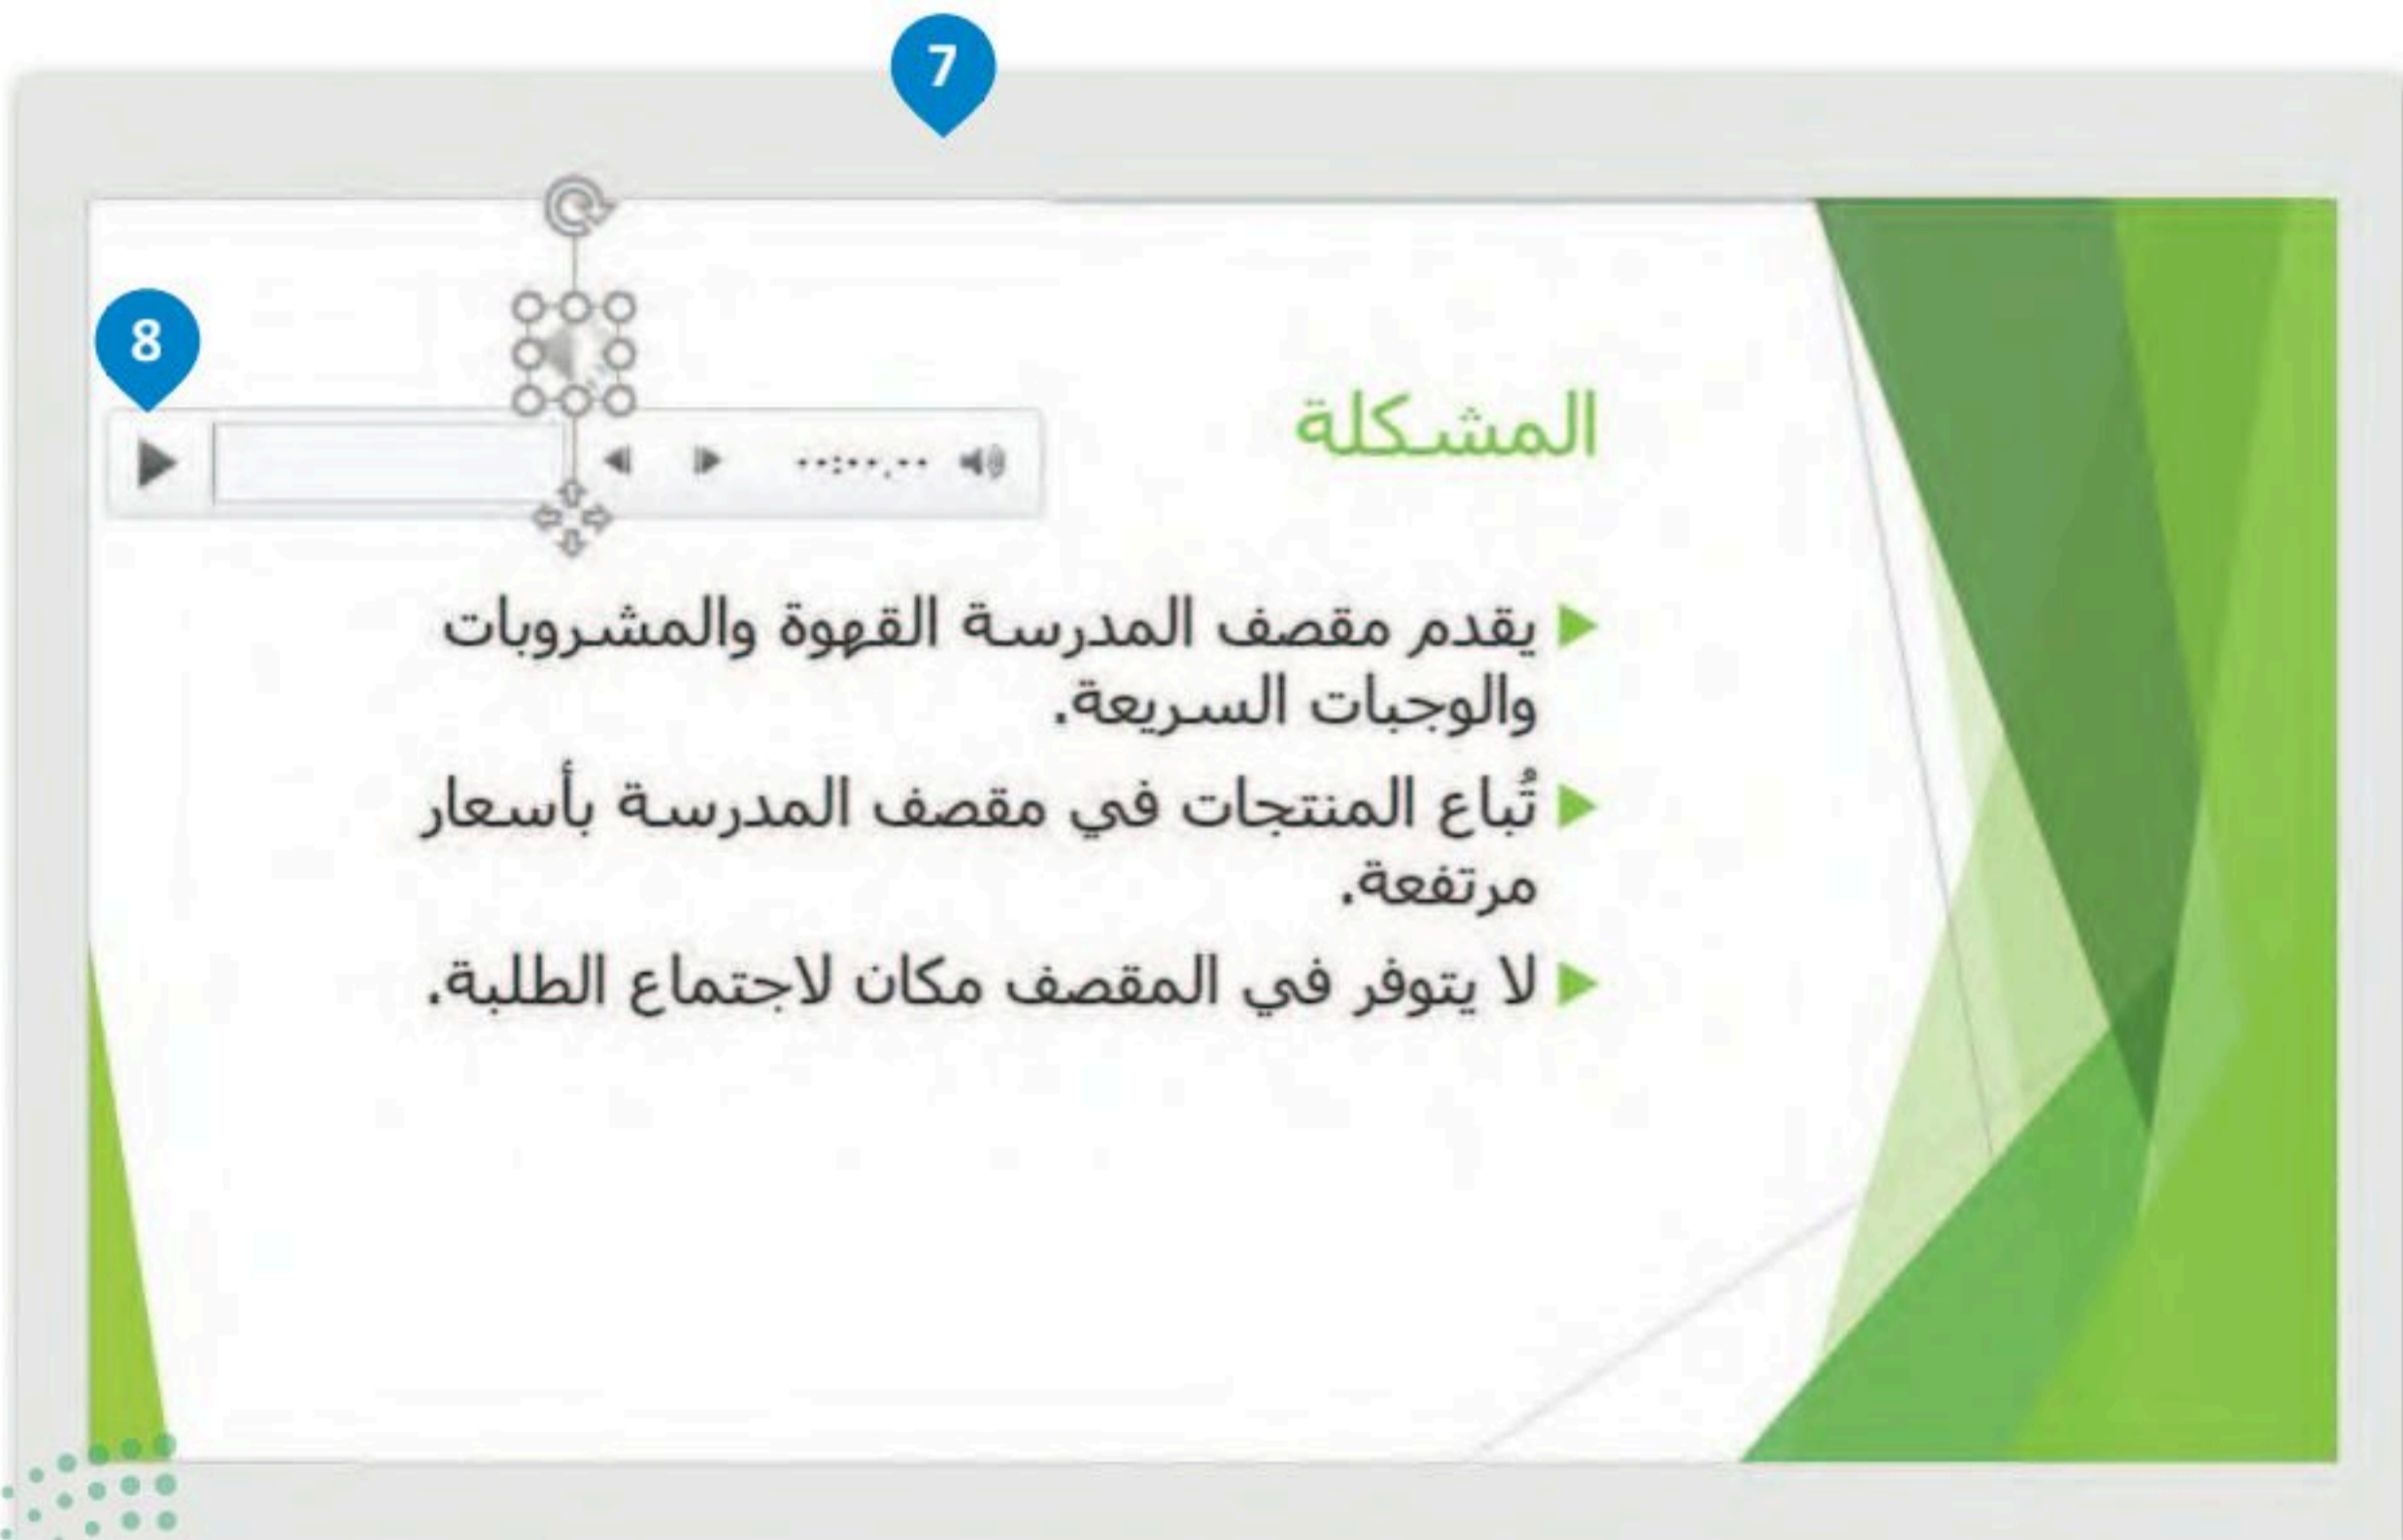 7
8
المشكلة
يقدم مقصف المدرسة القهوة والمشروبات
والوجبات السريعة.
تُباع المنتجات في مقصف المدرسة بأسعار
مرتفعة.
لا يتوفر في المقصف مكان لاجتماع الطلبة.